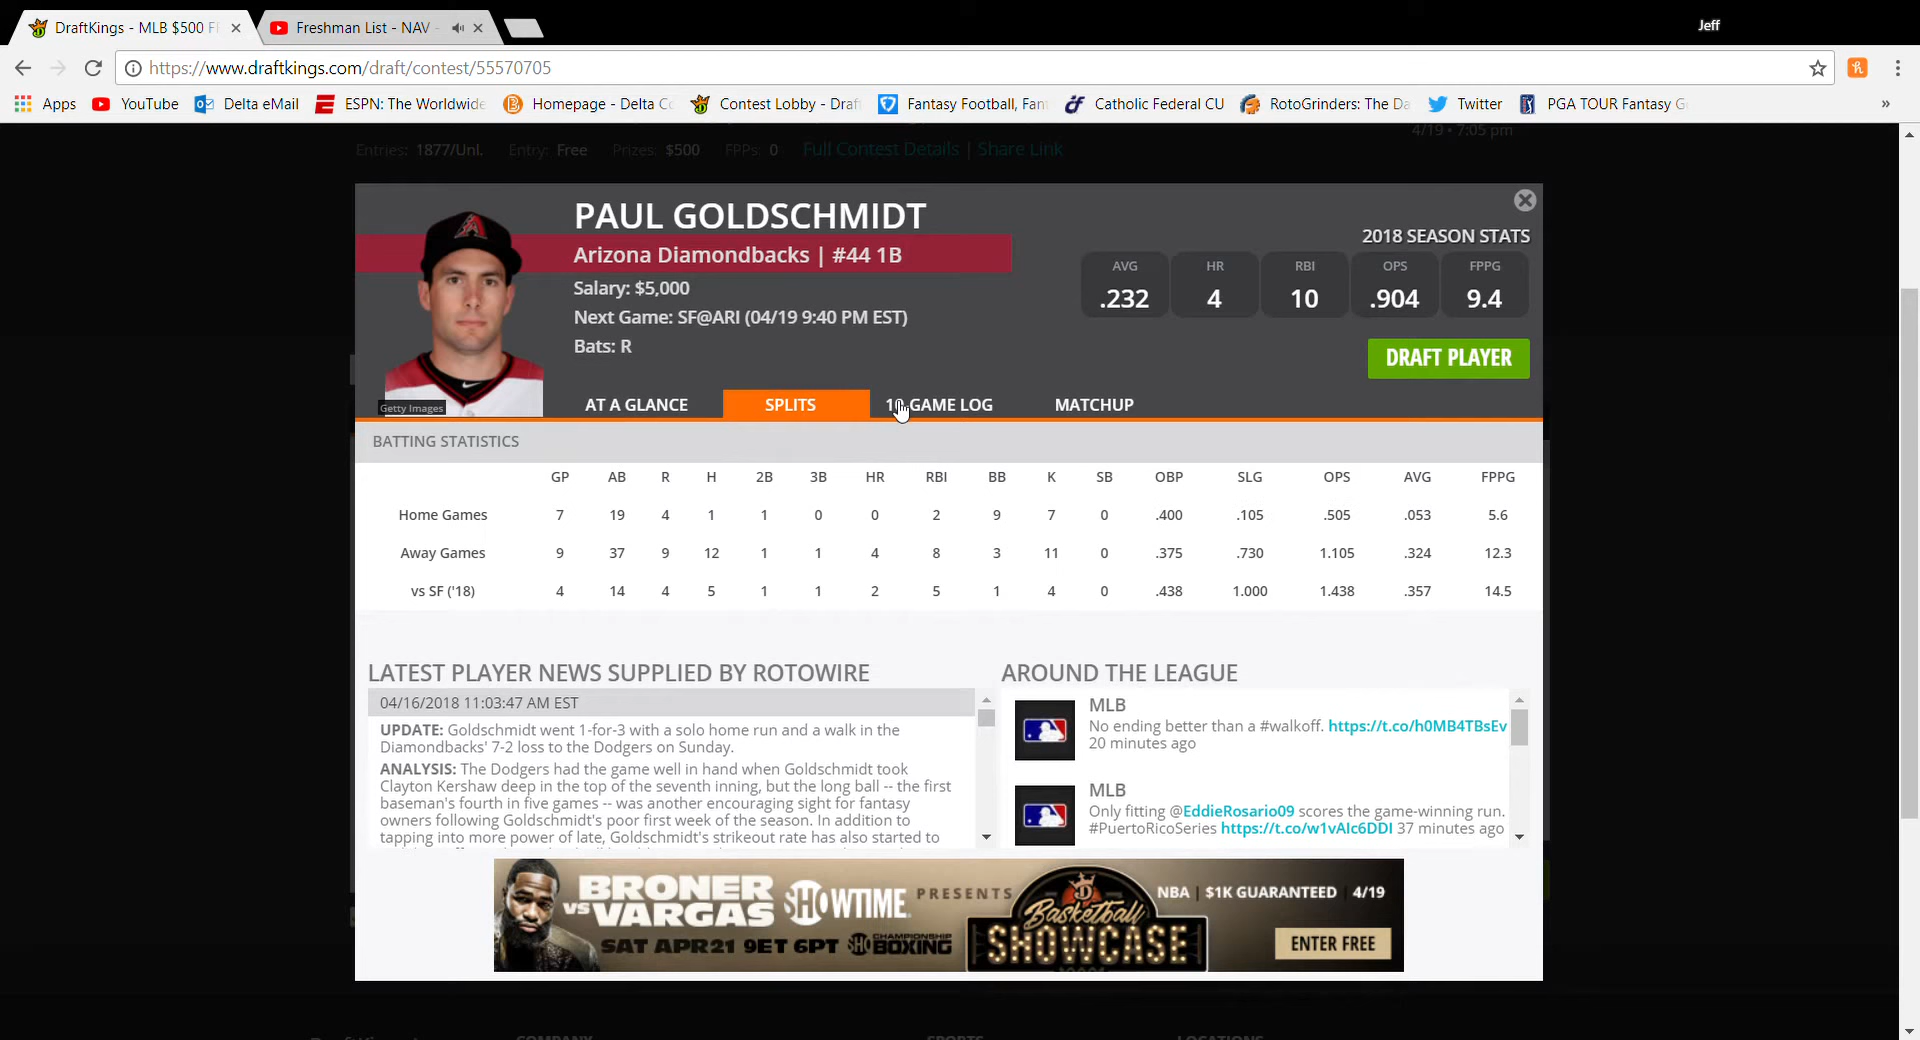 DraftKings - MLB $500 F
Freshman List - NAV -
Jeff
https://www.draftkings.com/draft/contest/55570705
Apps YouTube Delta eMail ESPN: The Worldwide Homepage - Delta Co Contest Lobby - Draf Fantasy Football, Fan Catholic Federal CU RotoGrinders: The Da Twitter PGA TOUR Fantasy G »
4/19 • 7:05 pm
Entries: 1877/Unl. Entry: Free Prizes: $500 FPPs: 0 Full Contest Details | Share Link
PAUL GOLDSCHMIDT
Arizona Diamondbacks | #44 1B
Salary: $5,000
Next Game: SF@ARI (04/19 9:40 PM EST)
Bats: R
Getty Images
2018 SEASON STATS
AVG HR RBI OPS FPPG
.232 4 10 .904 9.4
DRAFT PLAYER
AT A GLANCE SPLITS 10 GAME LOG MATCHUP
BATTING STATISTICS
GP AB R H 2B 3B HR RBI BB K SB OBP SLG OPS AVG FPPG
Home Games 7 19 4 1 1 0 0 2 9 7 0 .400 .105 .505 .053 5.6
Away Games 9 37 9 12 1 1 4 8 3 11 0 .375 .730 1.105 .324 12.3
vs SF ('18) 4 14 4 5 1 1 2 5 1 4 0 .438 1.000 1.438 .357 14.5
LATEST PLAYER NEWS SUPPLIED BY ROTOWIRE
04/16/2018 11:03:47 AM EST
UPDATE: Goldschmidt went 1-for-3 with a solo home run and a walk in the
Diamondbacks' 7-2 loss to the Dodgers on Sunday.
ANALYSIS: The Dodgers had the game well in hand when Goldschmidt took
Clayton Kershaw deep in the top of the seventh inning, but the long ball -- the first
baseman's fourth in five games -- was another encouraging sight for fantasy
owners following Goldschmidt's poor first week of the season. In addition to
tapping into more power of late, Goldschmidt's strikeout rate has also started to
AROUND THE LEAGUE
MLB
No ending better than a #walkoff. https://t.co/h0MB4TBsEv
20 minutes ago
MLB
Only fitting @EddieRosario09 scores the game-winning run.
#PuertoRicoSeries https://t.co/w1vAIc6DDI 37 minutes ago
BRONER
VS VARGAS
SHOWTIME PRESENTS
SAT APR21 9ET 6PT SHO CHAMPIONSHIP BOXING
Basketball
SHOWCASE
NBA | $1K GUARANTEED | 4/19
ENTER FREE
COMPANY SPORTS LOCATIONS